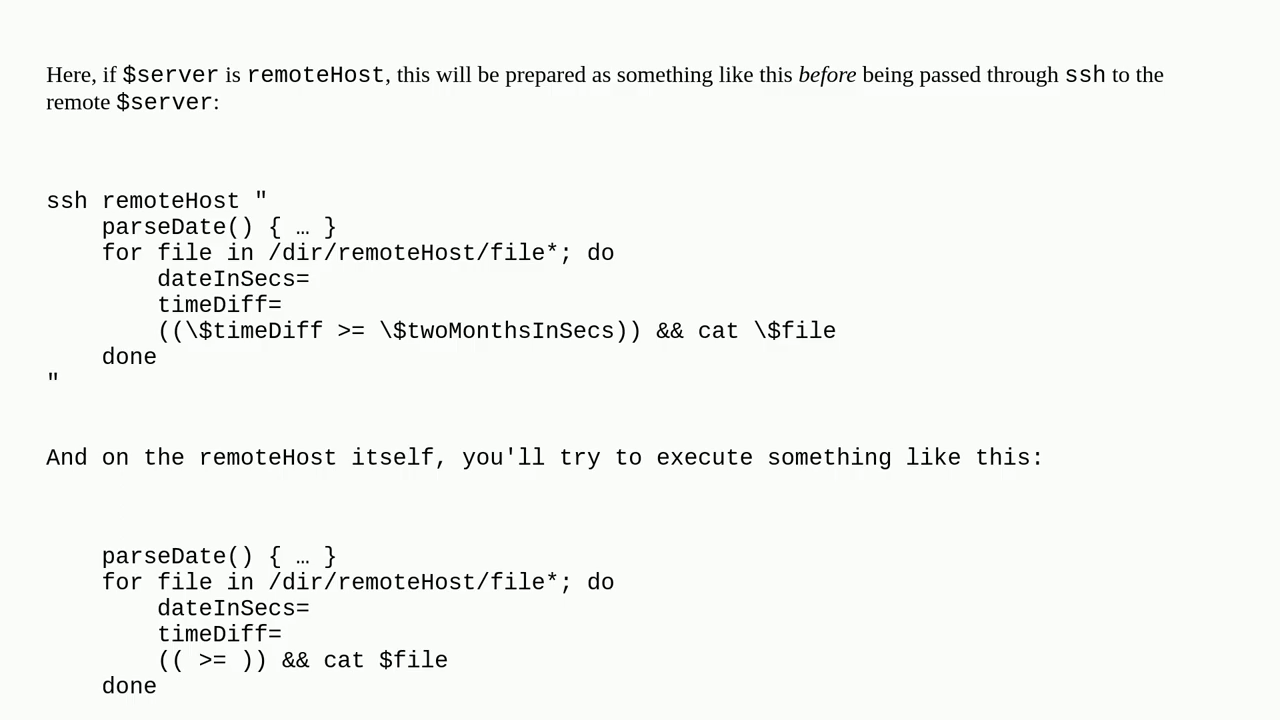 Here, if $server is remoteHost, this will be prepared as something like this before being passed through ssh to the
remote $server:
ssh remoteHost "
    parseDate() { … }
    for file in /dir/remoteHost/file*; do
        dateInSecs=
        timeDiff=
        ((\$timeDiff >= \$twoMonthsInSecs)) && cat \$file
    done
"
And on the remoteHost itself, you'll try to execute something like this:
    parseDate() { … }
    for file in /dir/remoteHost/file*; do
        dateInSecs=
        timeDiff=
        (( >= )) && cat $file
    done